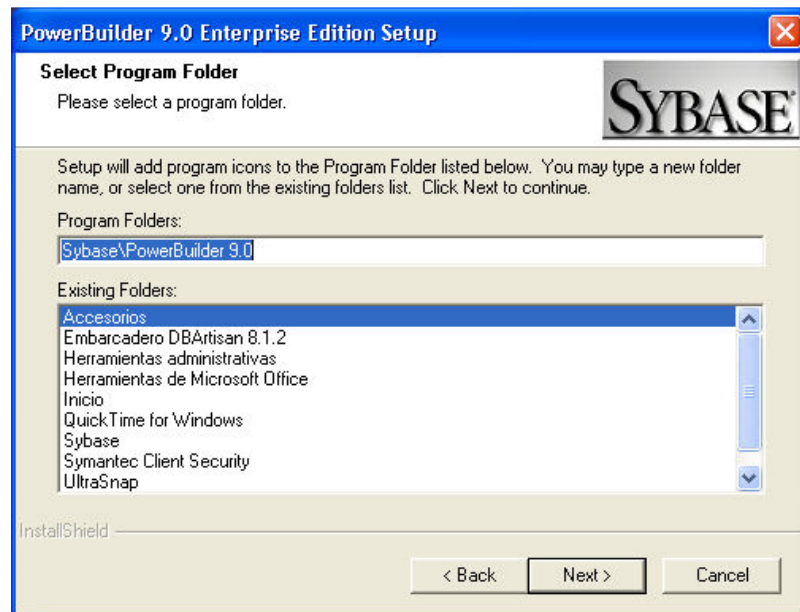 PowerBuilder 9.0 Enterprise Edition Setup
Select Program Folder
Please select a program folder.
SYBASE
Setup will add program icons to the Program Folder listed below.  You may type a new folder
name, or select one from the existing folders list.  Click Next to continue.
Program Folders:
Sybase\PowerBuilder 9.0
Existing Folders:
Accesorios
Embarcadero DBArtisan 8.1.2
Herramientas administrativas
Herramientas de Microsoft Office
Inicio
QuickTime for Windows
Sybase
Symantec Client Security
UltraSnap
InstallShield
< Back
Next >
Cancel